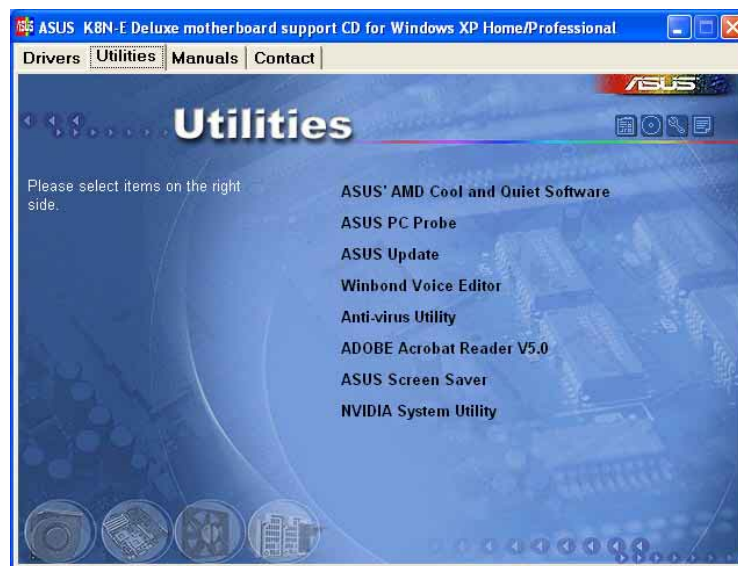 ASUS K8N-E Deluxe motherboard support CD for Windows XP Home/Professional
Drivers Utilities Manuals Contact
ASUS
Utilities
Please select items on the right
side.
ASUS' AMD Cool and Quiet Software
ASUS PC Probe
ASUS Update
Winbond Voice Editor
Anti-virus Utility
ADOBE Acrobat Reader V5.0
ASUS Screen Saver
NVIDIA System Utility